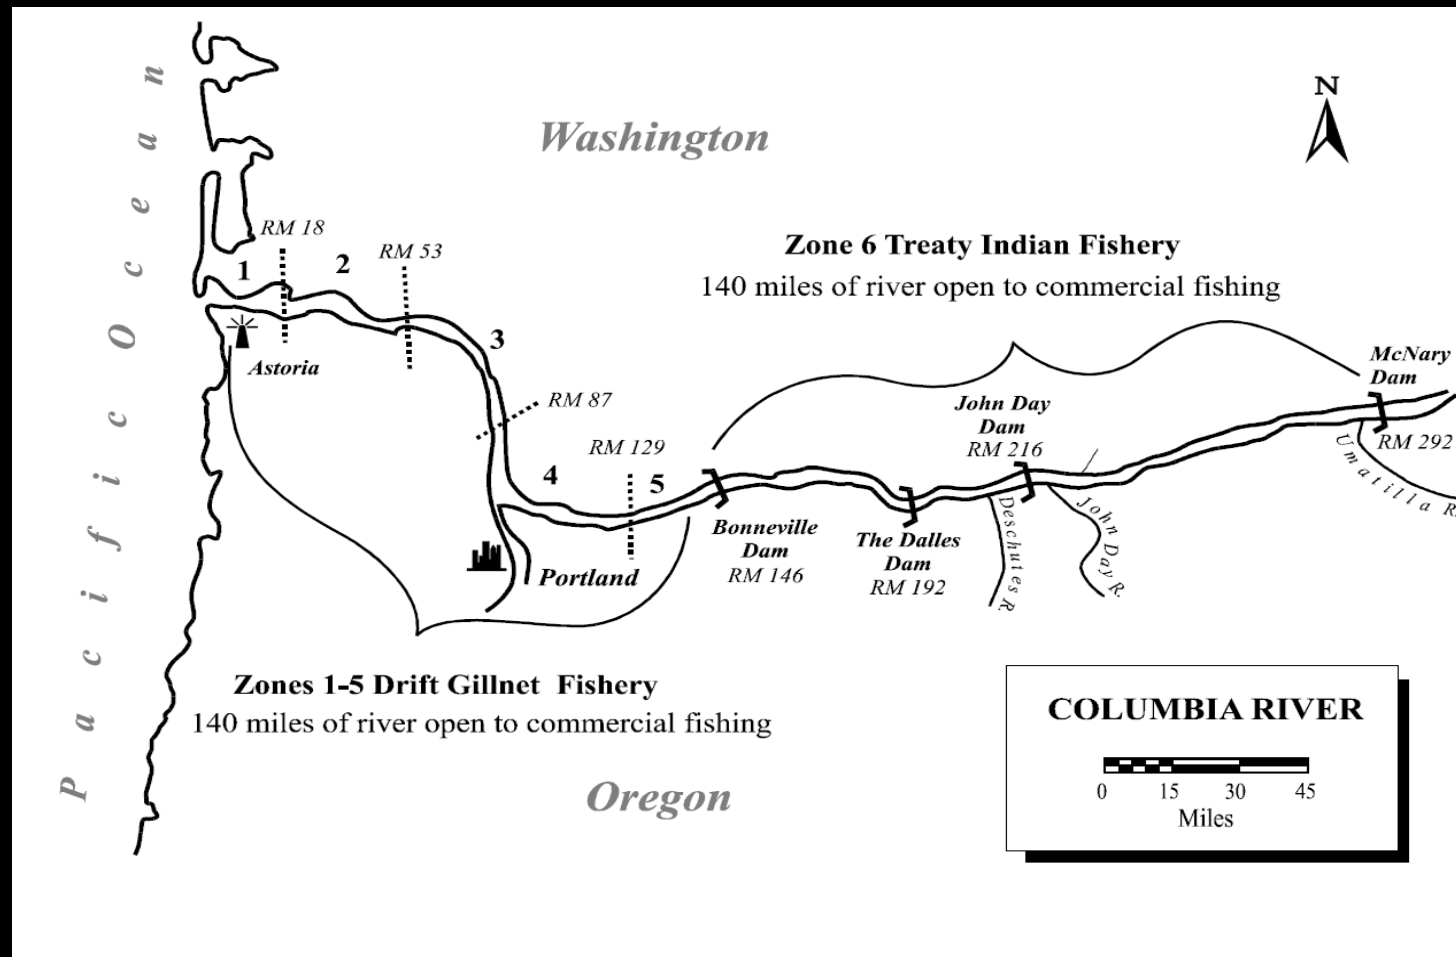 Pacific Ocean
Washington
N
RM 18
1
2
RM 53
3
Zone 6 Treaty Indian Fishery
140 miles of river open to commercial fishing
Astoria
RM 87
RM 129
4
5
McNary
Dam
RM 292
John Day
Dam
RM 216
Umatilla R.
Bonneville
Dam
RM 146
The Dalles
Dam
RM 192
Deschutes R.
John Day R.
Portland
Zones 1-5 Drift Gillnet Fishery
140 miles of river open to commercial fishing
Oregon
COLUMBIA RIVER
0 15 30 45
Miles